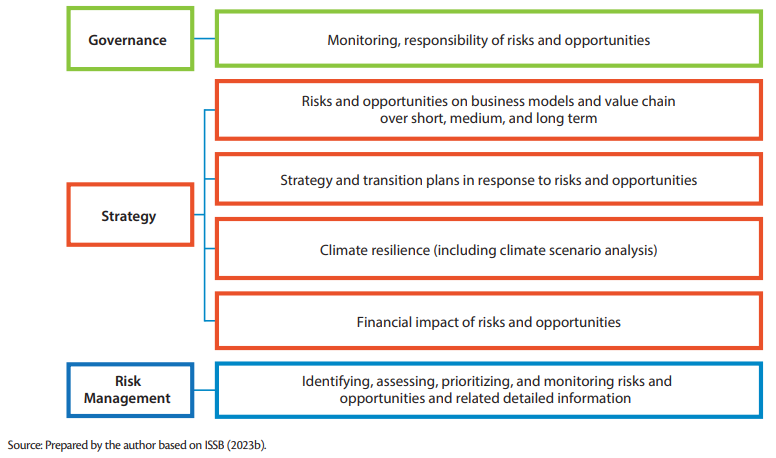 Governance
Monitoring, responsibility of risks and opportunities
Risks and opportunities on business models and value chain
over short, medium, and long term
Strategy and transition plans in response to risks and opportunities
Strategy
Climate resilience (including climate scenario analysis)
Financial impact of risks and opportunities
Risk
Management
Identifying, assessing, prioritizing, and monitoring risks and
opportunities and related detailed information
Source: Prepared by the author based on ISSB (2023b).